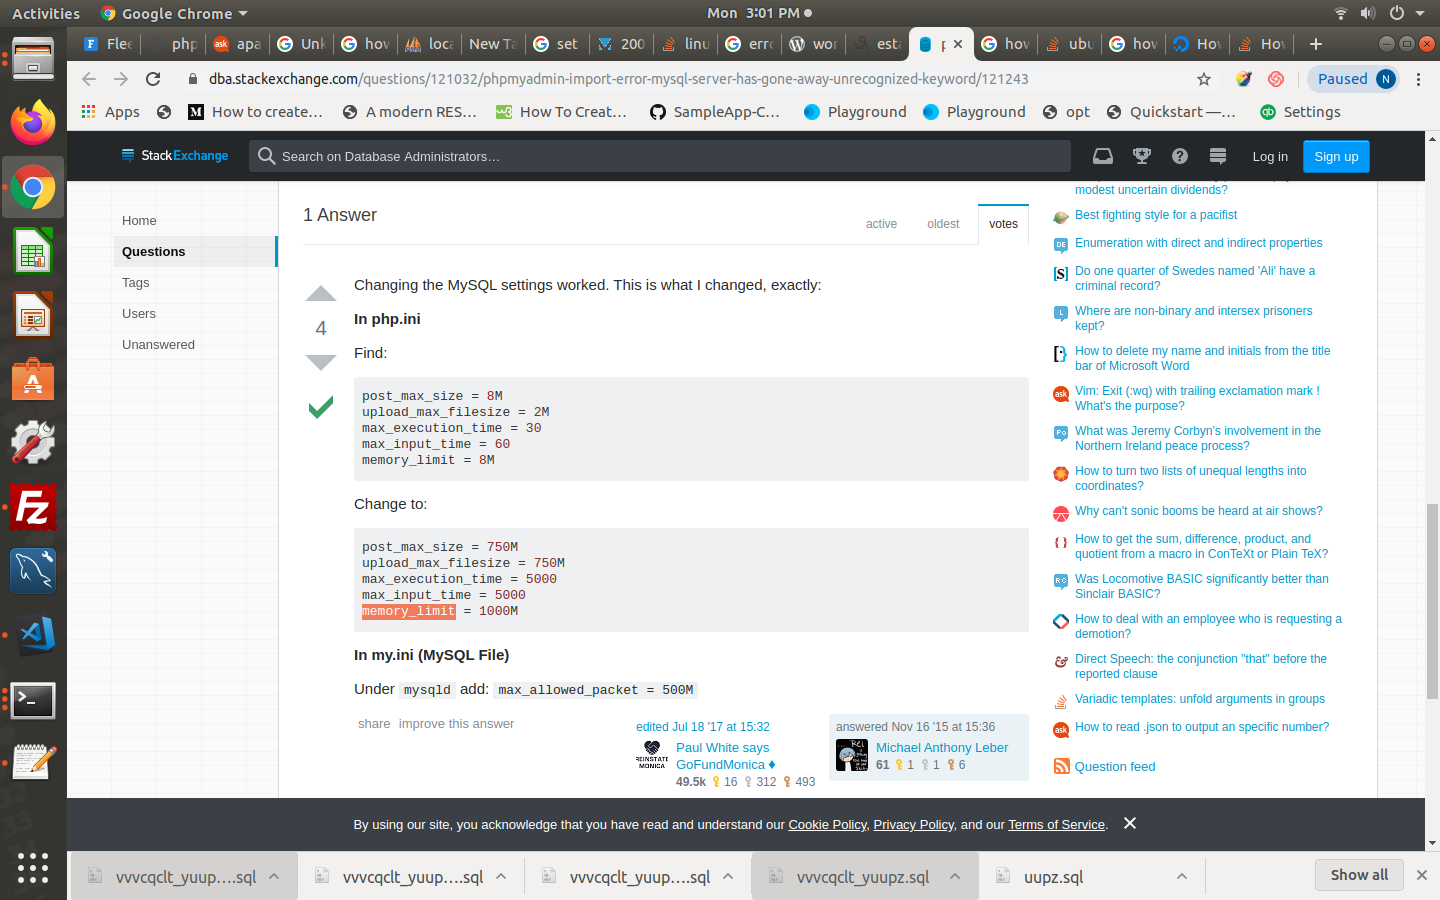 Activities
Google Chrome
Mon 3:01 PM
Flee
php
apa
Unk
how
loca
New Ta
set
200
linu
erro
wor
esta
p
how
ubu
how
How
How
dba.stackexchange.com/questions/121032/phpmyadmin-import-error-mysql-server-has-gone-away-unrecognized-keyword/121243
Paused
N
Apps
How to create…
A modern RES…
How To Creat…
SampleApp-C…
Playground
Playground
opt
Quickstart —…
Settings
StackExchange
Search on Database Administrators…
Log in
Sign up
Home
Questions
Tags
Users
Unanswered
1 Answer
active
oldest
votes
4
Changing the MySQL settings worked. This is what I changed, exactly:
In php.ini
Find:
post_max_size = 8M
upload_max_filesize = 2M
max_execution_time = 30
max_input_time = 60
memory_limit = 8M
Change to:
post_max_size = 750M
upload_max_filesize = 750M
max_execution_time = 5000
max_input_time = 5000
memory_limit = 1000M
In my.ini (MySQL File)
Under mysqld add: max_allowed_packet = 500M
share improve this answer
edited Jul 18 '17 at 15:32
REINSTATE
MONICA
Paul White says
GoFundMonica ♦
49.5k 16 312 493
answered Nov 16 '15 at 15:36
Michael Anthony Leber
61 1 1 6
modest uncertain dividends?
Best fighting style for a pacifist
Enumeration with direct and indirect properties
Do one quarter of Swedes named 'Ali' have a
criminal record?
Where are non-binary and intersex prisoners
kept?
How to delete my name and initials from the title
bar of Microsoft Word
Vim: Exit (:wq) with trailing exclamation mark !
What's the purpose?
What was Jeremy Corbyn's involvement in the
Northern Ireland peace process?
How to turn two lists of unequal lengths into
coordinates?
Why can't sonic booms be heard at air shows?
How to get the sum, difference, product, and
quotient from a macro in ConTeXt or Plain TeX?
Was Locomotive BASIC significantly better than
Sinclair BASIC?
How to deal with an employee who is requesting a
demotion?
Direct Speech: the conjunction "that" before the
reported clause
Variadic templates: unfold arguments in groups
How to read .json to output an specific number?
Question feed
By using our site, you acknowledge that you have read and understand our Cookie Policy, Privacy Policy, and our Terms of Service.
vvvcqclt_yuup….sql
vvvcqclt_yuup….sql
vvvcqclt_yuup….sql
vvvcqclt_yuupz.sql
uupz.sql
Show all